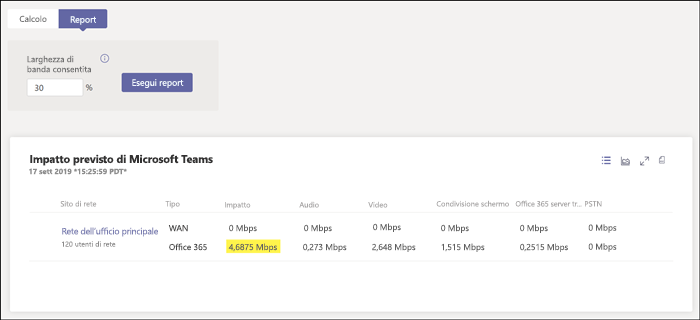 Calcolo Report
Larghezza di
banda consentita
30 %
Esegui report
Impatto previsto di Microsoft Teams
17 sett 2019 *15:25:59 PDT*
Sito di rete Tipo Impatto Audio Video Condivisione schermo Office 365 server tr... PSTN
WAN 0 Mbps 0 Mbps 0 Mbps 0 Mbps 0 Mbps 0 Mbps
Rete dell'ufficio principale
120 utenti di rete
Office 365 4,6875 Mbps 0,273 Mbps 2,648 Mbps 1,515 Mbps 0,2515 Mbps 0 Mbps